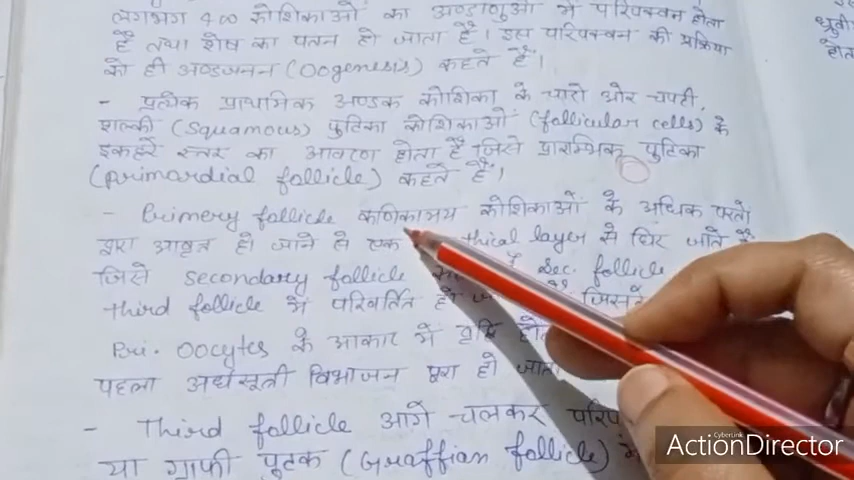 लगभग 400 कोशिकाओं का अण्डाणुओं में परिपक्वन होता
है तथा शेष का पतन हो जाता है। इस परिपक्वन की प्रक्रिया
को ही अण्डजनन (Oogenesis) कहते हैं।
- प्रत्येक प्राथमिक अण्डक कोशिका के चारो ओर चपटी,
शल्की (squamous) पुटिका कोशिकाओं (follicular cells) के
इकहरे स्तर का आवरण होता है जिसे प्रारम्भिक पुटिका
(primordial follicle) कहते हैं।
- Primery follicle कणिकामय कोशिकाओं के अधिक परतो
द्वारा आवृत हो जाने से एक thical layer से घिर जाते है
जिसे secondary follicle Sec. follicle
third follicle में परिवर्तित हो जिसमें
Pri. oocytes के आकार में वृद्धि
पहला अर्धसूत्री विभाजन पूरा हो जाता
- Third follicle आगे चलकर
या ग्राफी पुटक (Graffian follicle) में
धुवी
होता
CyberLink
ActionDirector